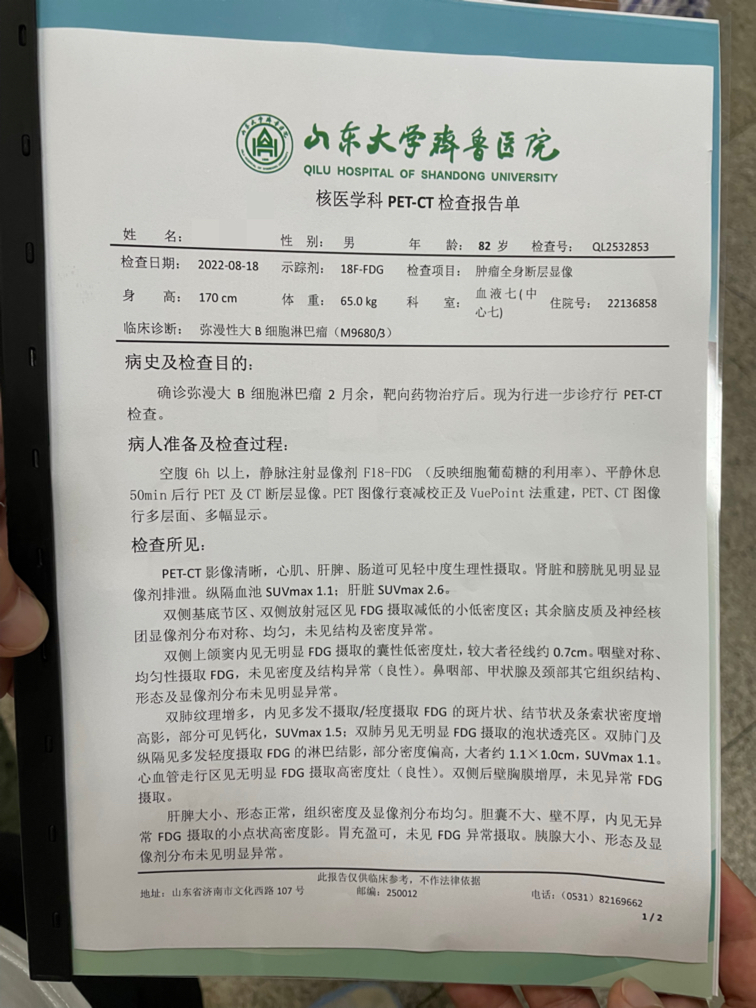 山东大学齐鲁医院
QILU HOSPITAL OF SHANDONG UNIVERSITY
核医学科 PET-CT 检查报告单
姓 名： 性 别： 男 年 龄： 82 岁 检查号： QL2532853
检查日期： 2022-08-18 示踪剂： 18F-FDG 检查项目： 肿瘤全身断层显像
身 高： 170 cm 体 重： 65.0 kg 科 室： 血液七(中心七) 住院号： 22136858
临床诊断： 弥漫性大 B 细胞淋巴瘤（M9680/3）
病史及检查目的：
确诊弥漫大 B 细胞淋巴瘤 2 月余，靶向药物治疗后。现为行进一步诊疗行 PET-CT
检查。
病人准备及检查过程：
空腹 6h 以上，静脉注射显像剂 F18-FDG （反映细胞葡萄糖的利用率）、平静休息
50min 后行 PET 及 CT 断层显像。PET 图像行衰减校正及 VuePoint 法重建，PET、CT 图像
行多层面、多幅显示。
检查所见：
PET-CT 影像清晰，心肌、肝脾、肠道可见轻中度生理性摄取。肾脏和膀胱见明显显
像剂排泄。纵隔血池 SUVmax 1.1；肝脏 SUVmax 2.6。
双侧基底节区、双侧放射冠区见 FDG 摄取减低的小低密度区；其余脑皮质及神经核
团显像剂分布对称、均匀，未见结构及密度异常。
双侧上颌窦内见无明显 FDG 摄取的囊性低密度灶，较大者径线约 0.7cm。咽壁对称、
均匀性摄取 FDG，未见密度及结构异常（良性）。鼻咽部、甲状腺及颈部其它组织结构、
形态及显像剂分布未见明显异常。
双肺纹理增多，内见多发不摄取/轻度摄取 FDG 的斑片状、结节状及条索状密度增
高影，部分可见钙化，SUVmax 1.5；双肺另见无明显 FDG 摄取的泡状透亮区。双肺门及
纵隔见多发轻度摄取 FDG 的淋巴结影，部分密度偏高，大者约 1.1×1.0cm，SUVmax 1.1。
心血管走行区见无明显 FDG 摄取高密度灶（良性）。双侧后壁胸膜增厚，未见异常 FDG
摄取。
肝脾大小、形态正常，组织密度及显像剂分布均匀。胆囊不大、壁不厚，内见无异
常 FDG 摄取的小点状高密度影。胃充盈可，未见 FDG 异常摄取。胰腺大小、形态及显
像剂分布未见明显异常。
此报告仅供临床参考，不作法律依据
地址：山东省济南市文化西路 107 号 邮编：250012 电话：（0531）82169662
1 / 2